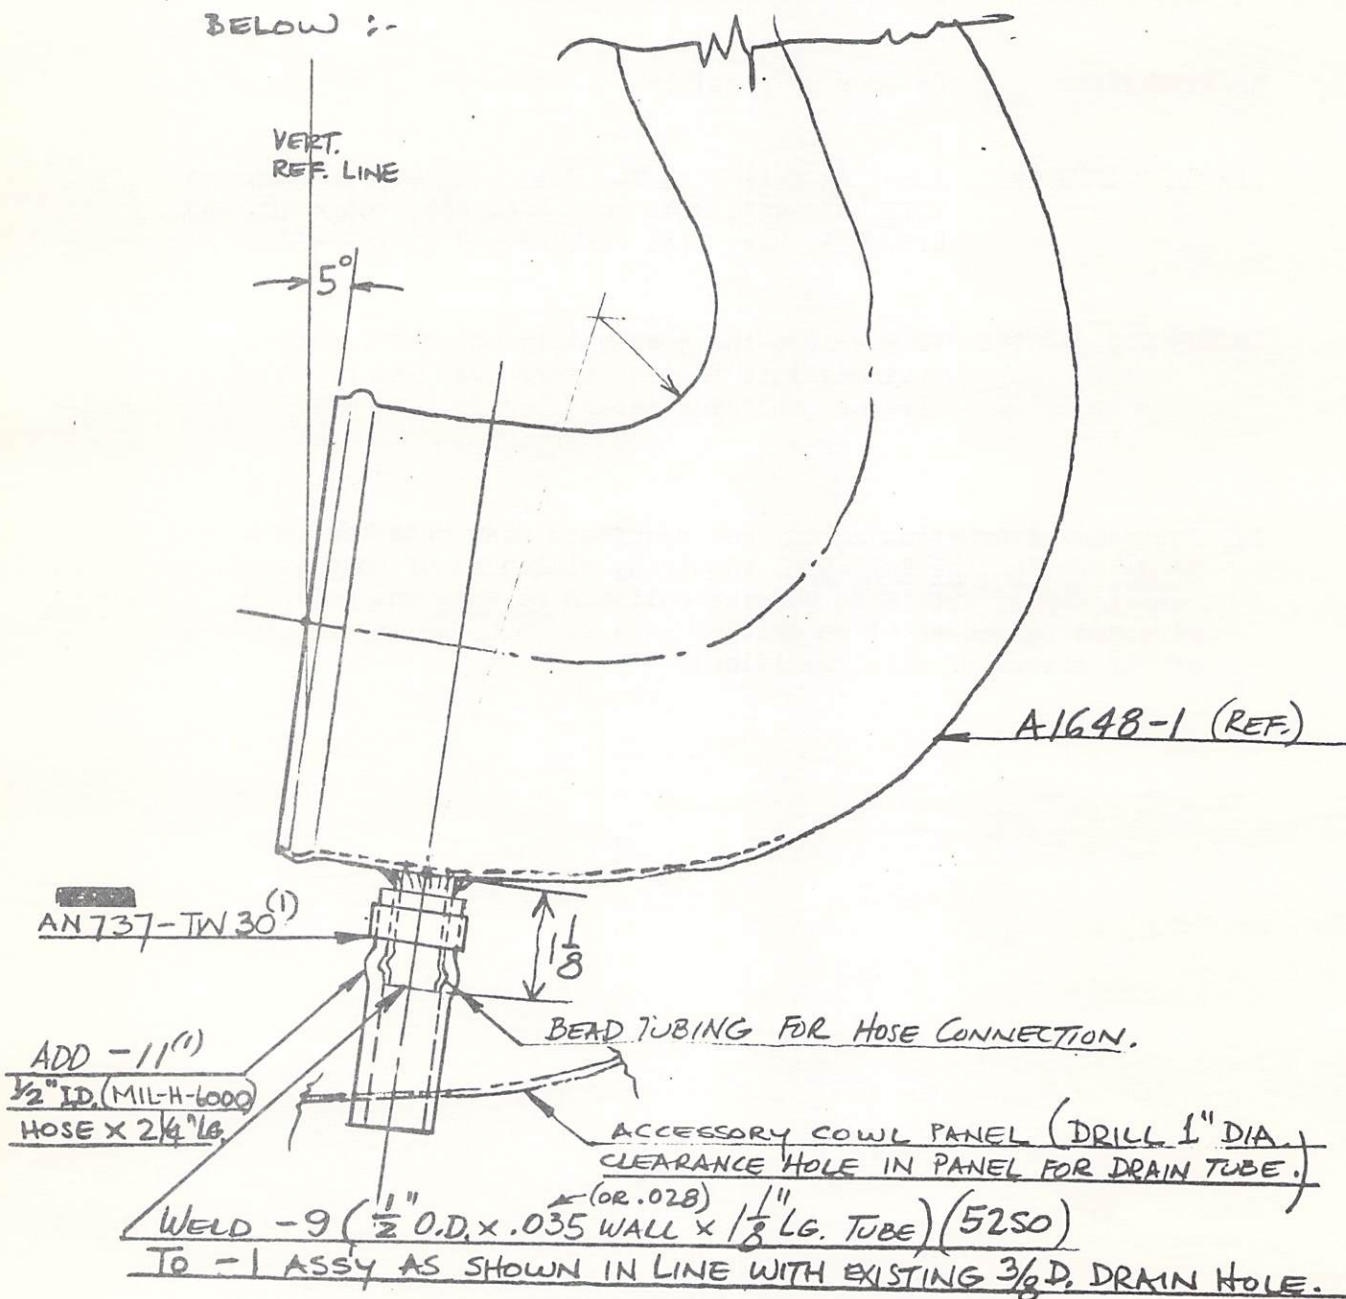 BELOW :-
VERT.
REF. LINE
5°
A1648-1 (REF.)
AN737-TW30(1)
1 1/8
BEAD TUBING FOR HOSE CONNECTION.
ADD -11(1)
1/2" I.D. (MIL-H-6000)
HOSE X 2 1/4" LG.
ACCESSORY COWL PANEL (DRILL 1" DIA.
CLEARANCE HOLE IN PANEL FOR DRAIN TUBE.)
(OR .028)
WELD -9 (1/2" O.D. X .035 WALL X 1 1/8" LG. TUBE) (52SO)
TO -1 ASSY AS SHOWN IN LINE WITH EXISTING 3/8 D. DRAIN HOLE.